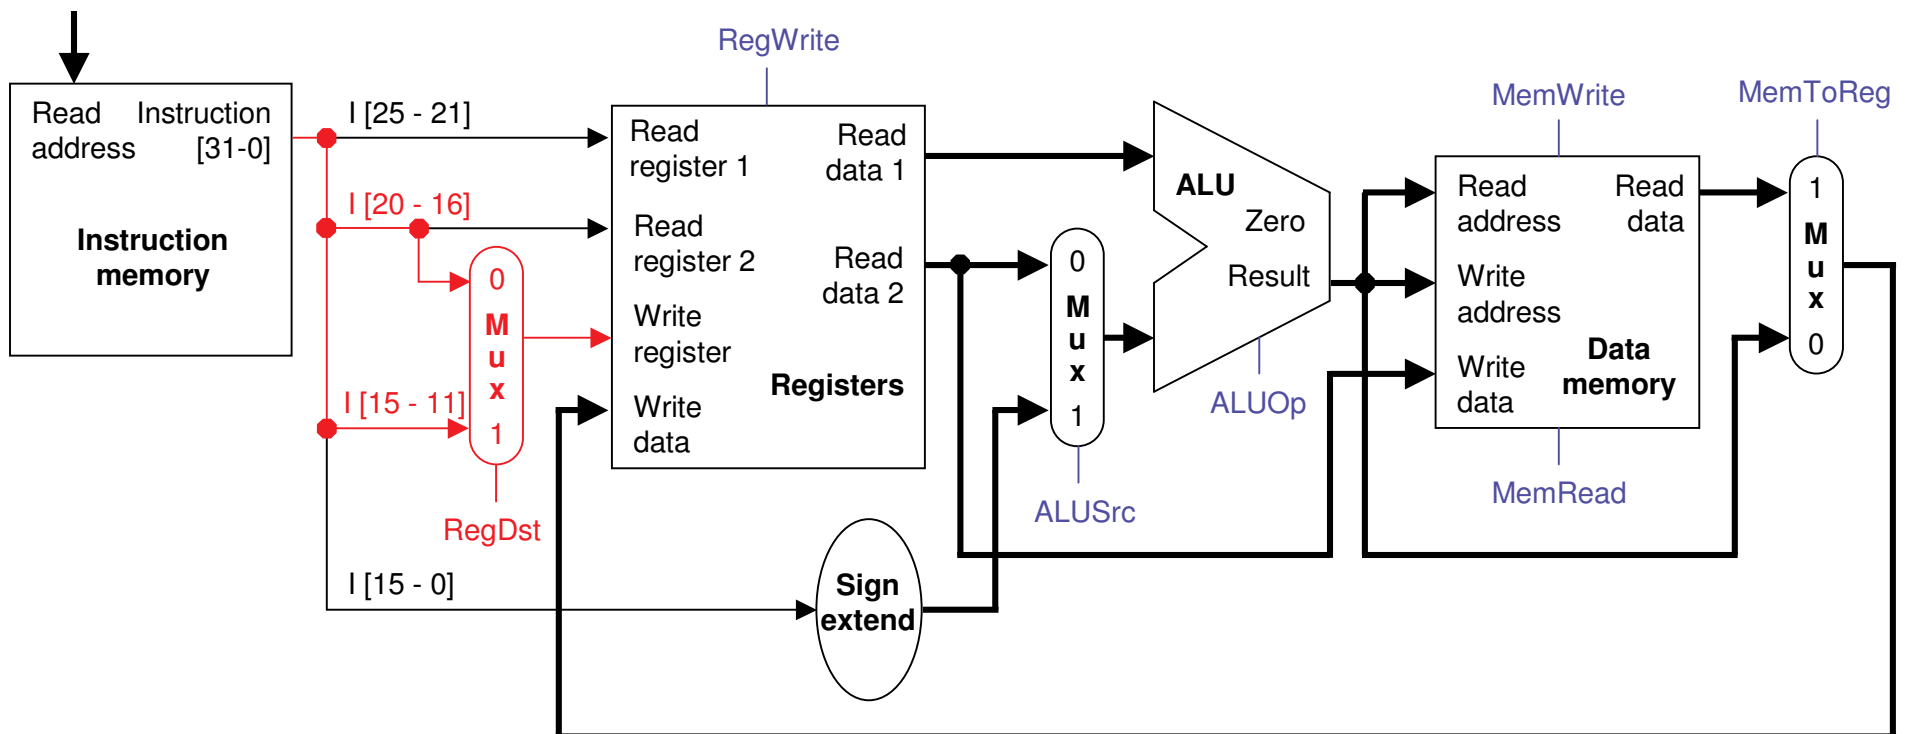 Read address
Instruction [31-0]
Instruction memory
I [25 - 21]
I [20 - 16]
I [15 - 11]
I [15 - 0]
0
Mux
1
RegDst
RegWrite
Read register 1
Read register 2
Write register
Write data
Read data 1
Read data 2
Registers
Sign extend
0
Mux
1
ALUSrc
ALU
Zero
Result
ALUOp
MemWrite
Read address
Write address
Write data
Read data
Data memory
MemRead
MemToReg
1
Mux
0